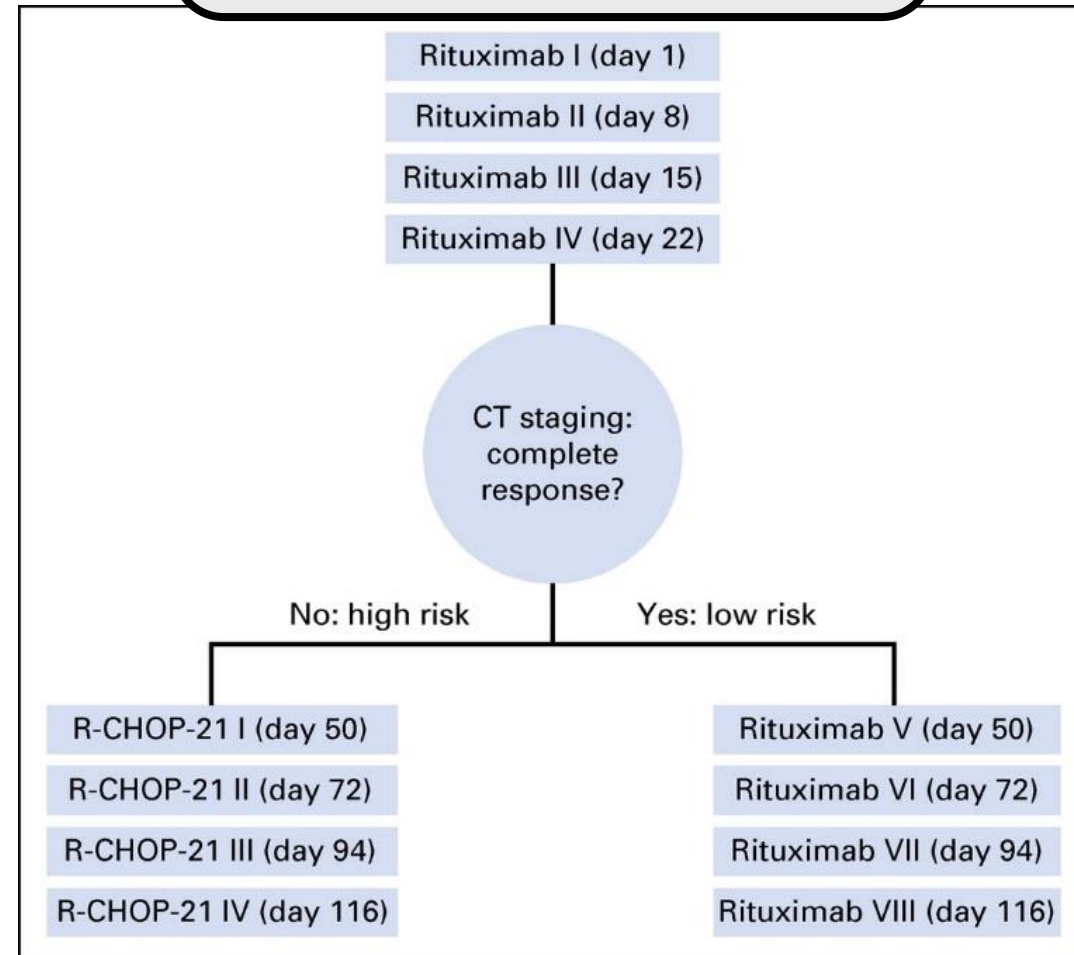 Rituximab I (day 1)
Rituximab II (day 8)
Rituximab III (day 15)
Rituximab IV (day 22)
CT staging:
complete
response?
No: high risk
Yes: low risk
R-CHOP-21 I (day 50)
R-CHOP-21 II (day 72)
R-CHOP-21 III (day 94)
R-CHOP-21 IV (day 116)
Rituximab V (day 50)
Rituximab VI (day 72)
Rituximab VII (day 94)
Rituximab VIII (day 116)